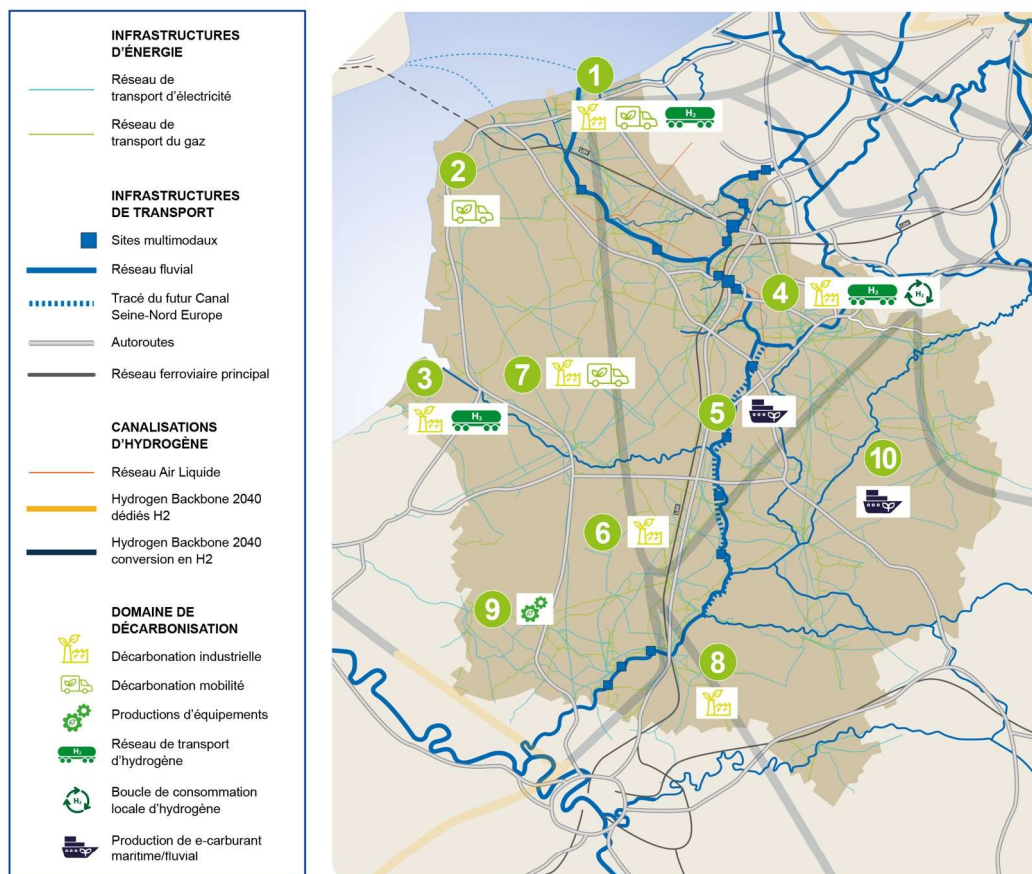 INFRASTRUCTURES
D'ÉNERGIE
Réseau de
transport d'électricité
Réseau de
transport du gaz
INFRASTRUCTURES
DE TRANSPORT
Sites multimodaux
Réseau fluvial
Tracé du futur Canal
Seine-Nord Europe
Autoroutes
Réseau ferroviaire principal
CANALISATIONS
D'HYDROGÈNE
Réseau Air Liquide
Hydrogen Backbone 2040
dédiés H2
Hydrogen Backbone 2040
conversion en H2
DOMAINE DE
DÉCARBONISATION
Décarbonation industrielle
Décarbonation mobilité
Productions d'équipements
H₂
Réseau de transport
d'hydrogène
H₂
Boucle de consommation
locale d'hydrogène
Production de e-carburant
maritime/fluvial
1
H₂
2
4
H₂
H₂
3
H₂
7
5
10
6
9
8